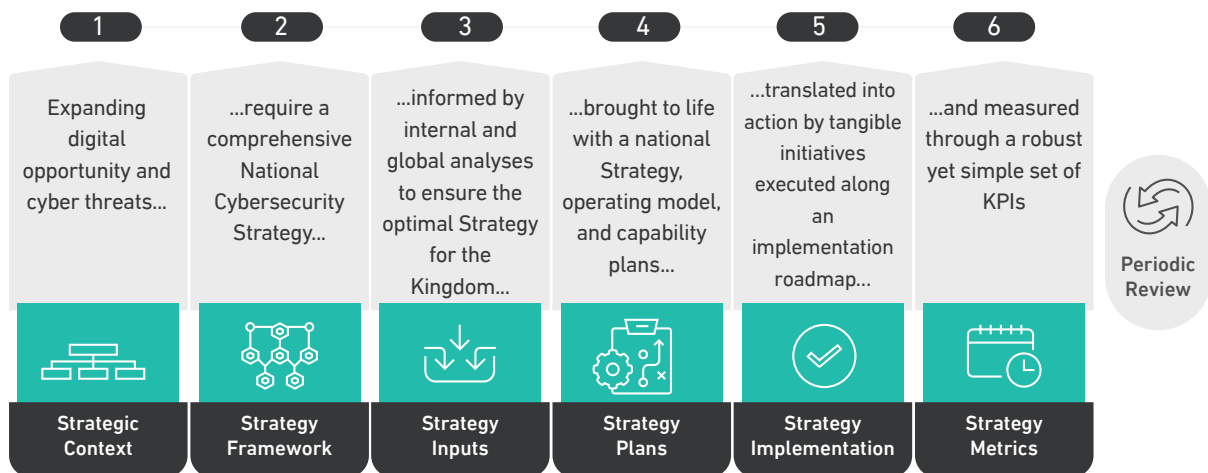 1
Expanding
digital
opportunity and
cyber threats...
Strategic
Context
2
...require a
comprehensive
National
Cybersecurity
Strategy...
Strategy
Framework
3
...informed by
internal and
global analyses
to ensure the
optimal Strategy
for the
Kingdom...
Strategy
Inputs
4
...brought to life
with a national
Strategy,
operating model,
and capability
plans...
Strategy
Plans
5
...translated into
action by tangible
initiatives
executed along
an
implementation
roadmap...
Strategy
Implementation
6
...and measured
through a robust
yet simple set of
KPIs
Strategy
Metrics
Periodic
Review